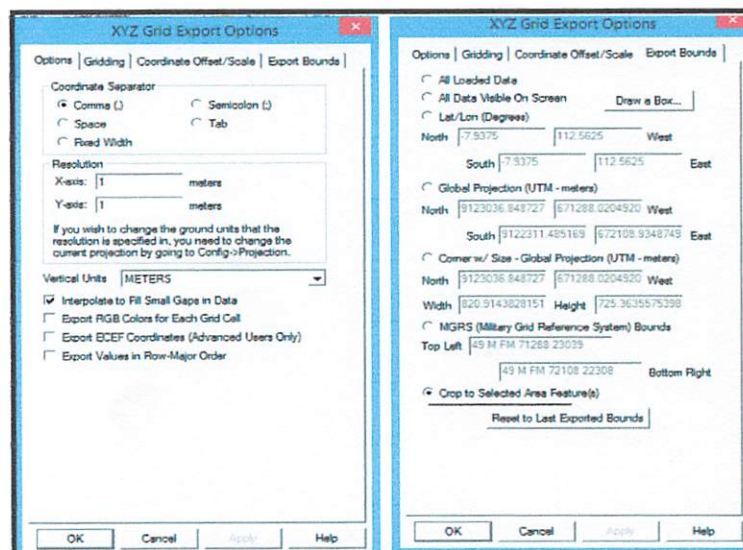 XYZ Grid Export Options
Options Gridding Coordinate Offset/Scale Export Bounds
Coordinate Separator
Comma (,) Semicolon (;)
Space Tab
Fixed Width
Resolution
X-axis: 1 meters
Y-axis: 1 meters
If you wish to change the ground units that the
resolution is specified in, you need to change the
current projection by going to Config->Projection.
Vertical Units METERS
Interpolate to Fill Small Gaps in Data
Export RGB Colors for Each Grid Cell
Export ECEF Coordinates (Advanced Users Only)
Export Values in Row-Major Order
OK Cancel Apply Help
XYZ Grid Export Options
Options Gridding Coordinate Offset/Scale Export Bounds
All Loaded Data
All Data Visible On Screen Draw a Box...
Lat/Lon (Degrees)
North -7.9375 112.5625 West
South -7.9375 112.5625 East
Global Projection (UTM - meters)
North 9123036.848727 671288.0204920 West
South 9122311.485169 672108.9348749 East
Corner w/ Size - Global Projection (UTM - meters)
North 9123036.848727 671288.0204920 West
Width 820.9143828151 Height 725.3635575398
MGRS (Military Grid Reference System) Bounds
Top Left 49 M FM 71288 23039
49 M FM 72108 22308 Bottom Right
Crop to Selected Area Feature(s)
Reset to Last Exported Bounds
OK Cancel Apply Help